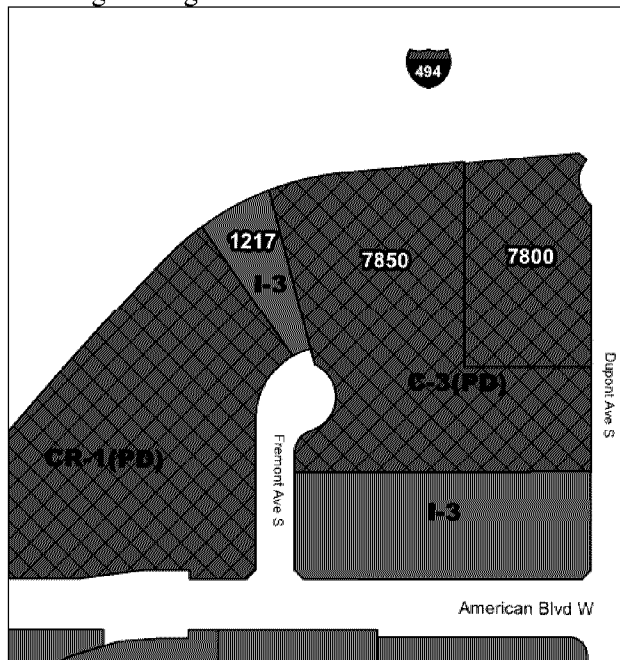 494
1217
I-3
7850
7800
C-3(PD)
Dupont Ave S
CR-1(PD)
Fremont Ave S
I-3
American Blvd W